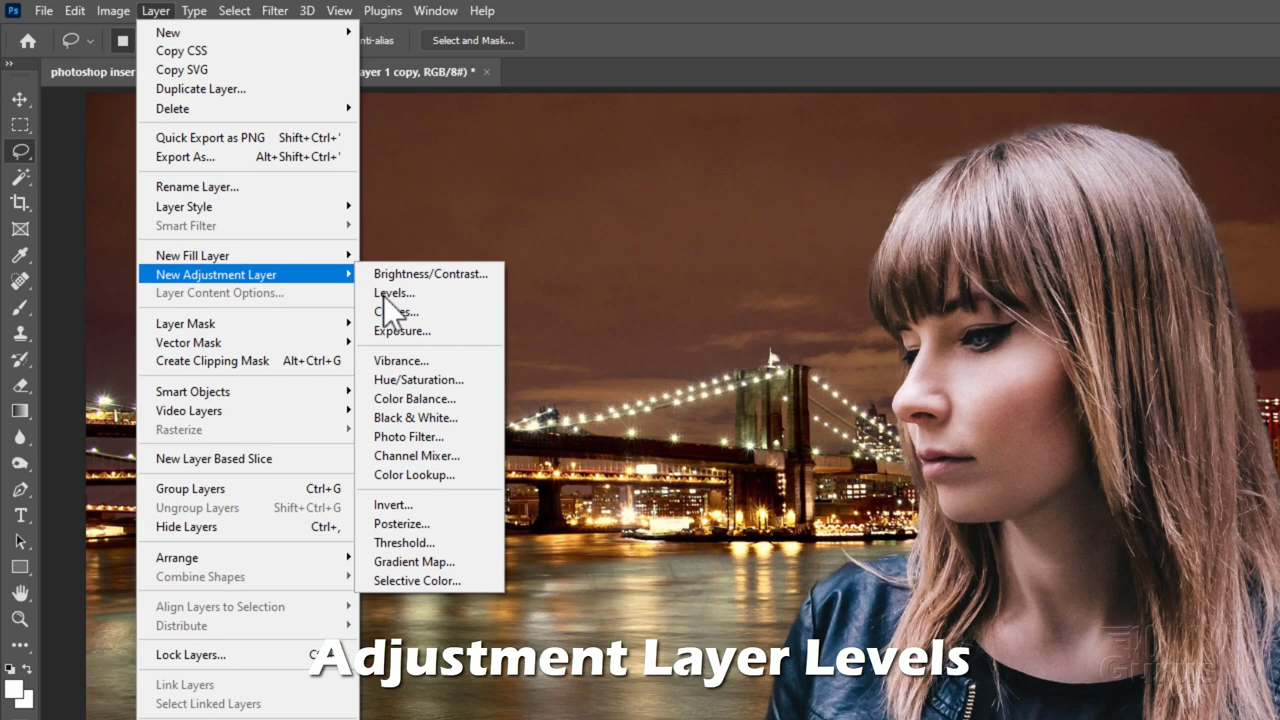 Ps File Edit Image Layer Type Select Filter 3D View Plugins Window Help
nti-alias Select and Mask...
photoshop inser ayer 1 copy, RGB/8#) * ×
New
Copy CSS
Copy SVG
Duplicate Layer...
Delete
Quick Export as PNG Shift+Ctrl+'
Export As... Alt+Shift+Ctrl+'
Rename Layer...
Layer Style
Smart Filter
New Fill Layer
New Adjustment Layer
Layer Content Options...
Layer Mask
Vector Mask
Create Clipping Mask Alt+Ctrl+G
Smart Objects
Video Layers
Rasterize
New Layer Based Slice
Group Layers Ctrl+G
Ungroup Layers Shift+Ctrl+G
Hide Layers Ctrl+,
Arrange
Combine Shapes
Align Layers to Selection
Distribute
Lock Layers...
Link Layers
Select Linked Layers
Brightness/Contrast...
Levels...
Exposure...
Vibrance...
Hue/Saturation...
Color Balance...
Black & White...
Photo Filter...
Channel Mixer...
Color Lookup...
Invert...
Posterize...
Threshold...
Gradient Map...
Selective Color...
Adjustment Layer Levels